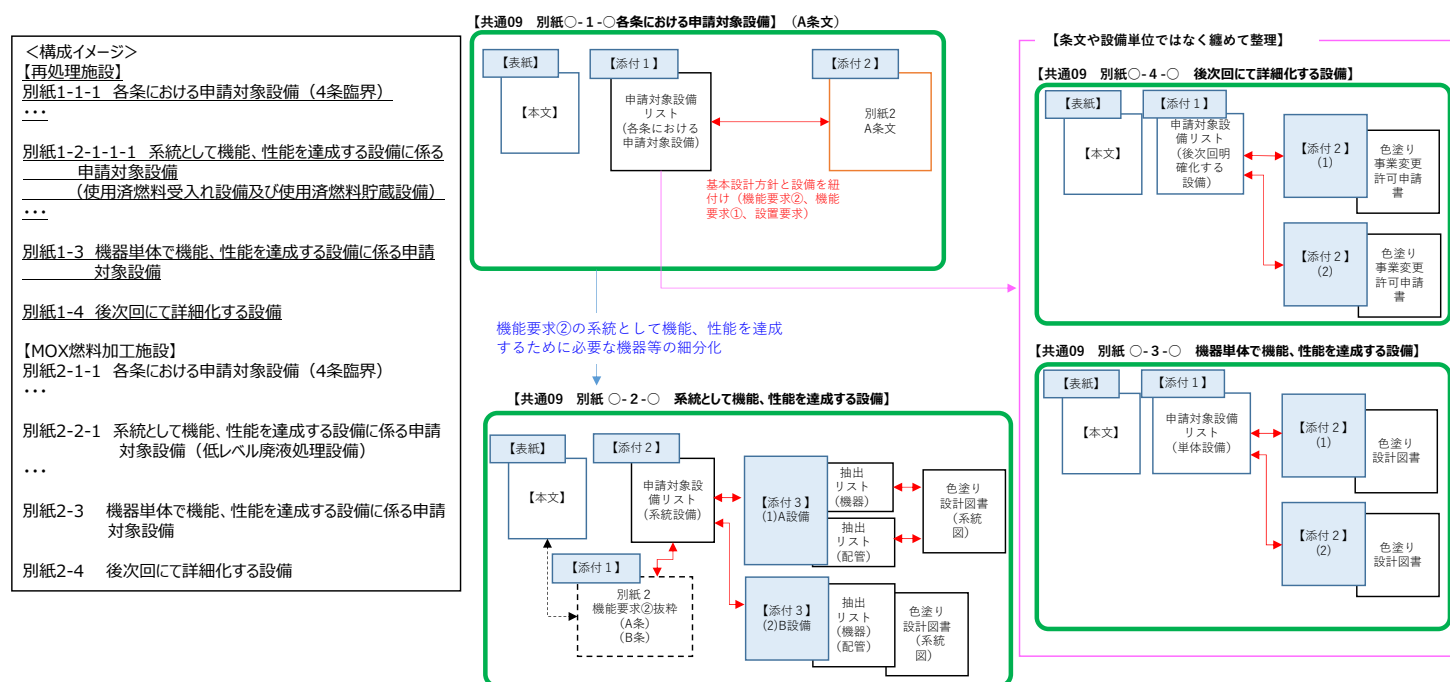 <構成イメージ>
【再処理施設】
別紙1-1-1 各条における申請対象設備（4条臨界）
･･･
別紙1-2-1-1-1 系統として機能、性能を達成する設備に係る
申請対象設備
（使用済燃料受入れ設備及び使用済燃料貯蔵設備）
･･･
別紙1-3 機器単体で機能、性能を達成する設備に係る申請
対象設備
別紙1-4 後次回にて詳細化する設備
【MOX燃料加工施設】
別紙2-1-1 各条における申請対象設備（4条臨界）
･･･
別紙2-2-1 系統として機能、性能を達成する設備に係る申請
対象設備（低レベル廃液処理設備）
･･･
別紙2-3 機器単体で機能、性能を達成する設備に係る申請
対象設備
別紙2-4 後次回にて詳細化する設備
【共通09 別紙○-１-○各条における申請対象設備】（A条文）
【表紙】
【本文】
【添付１】
申請対象設備
リスト
(各条における
申請対象設備)
【添付２】
別紙2
A条文
基本設計方針と設備を紐
付け（機能要求②、機能
要求①、設置要求）
機能要求②の系統として機能、性能を達成
するために必要な機器等の細分化
【共通09 別紙 ○-２-○ 系統として機能、性能を達成する設備】
【表紙】
【本文】
【添付２】
申請対象設
備リスト
(系統設備)
【添付１】
別紙２
機能要求②抜粋
(A条)
(B条)
【添付３】
(1)A設備
抽出
リスト
(機器)
抽出
リスト
(配管)
色塗り
設計図書
（系統
図）
【添付３】
(2)B設備
抽出
リスト
(機器)
(配管)
色塗り
設計図書
（系統
図）
【条文や設備単位ではなく纏めて整理】
【共通09 別紙○-４-○ 後次回にて詳細化する設備】
【表紙】
【本文】
【添付１】
申請対象設
備リスト
(後次回明
確化する
設備)
【添付２】
(1)
色塗り
事業変更
許可申請
書
【添付２】
(2)
色塗り
事業変更
許可申請
書
【共通09 別紙 ○-３-○ 機器単体で機能、性能を達成する設備】
【表紙】
【本文】
【添付１】
申請対象設備
リスト
(単体設備)
【添付２】
(1)
色塗り
設計図書
【添付２】
(2)
色塗り
設計図書